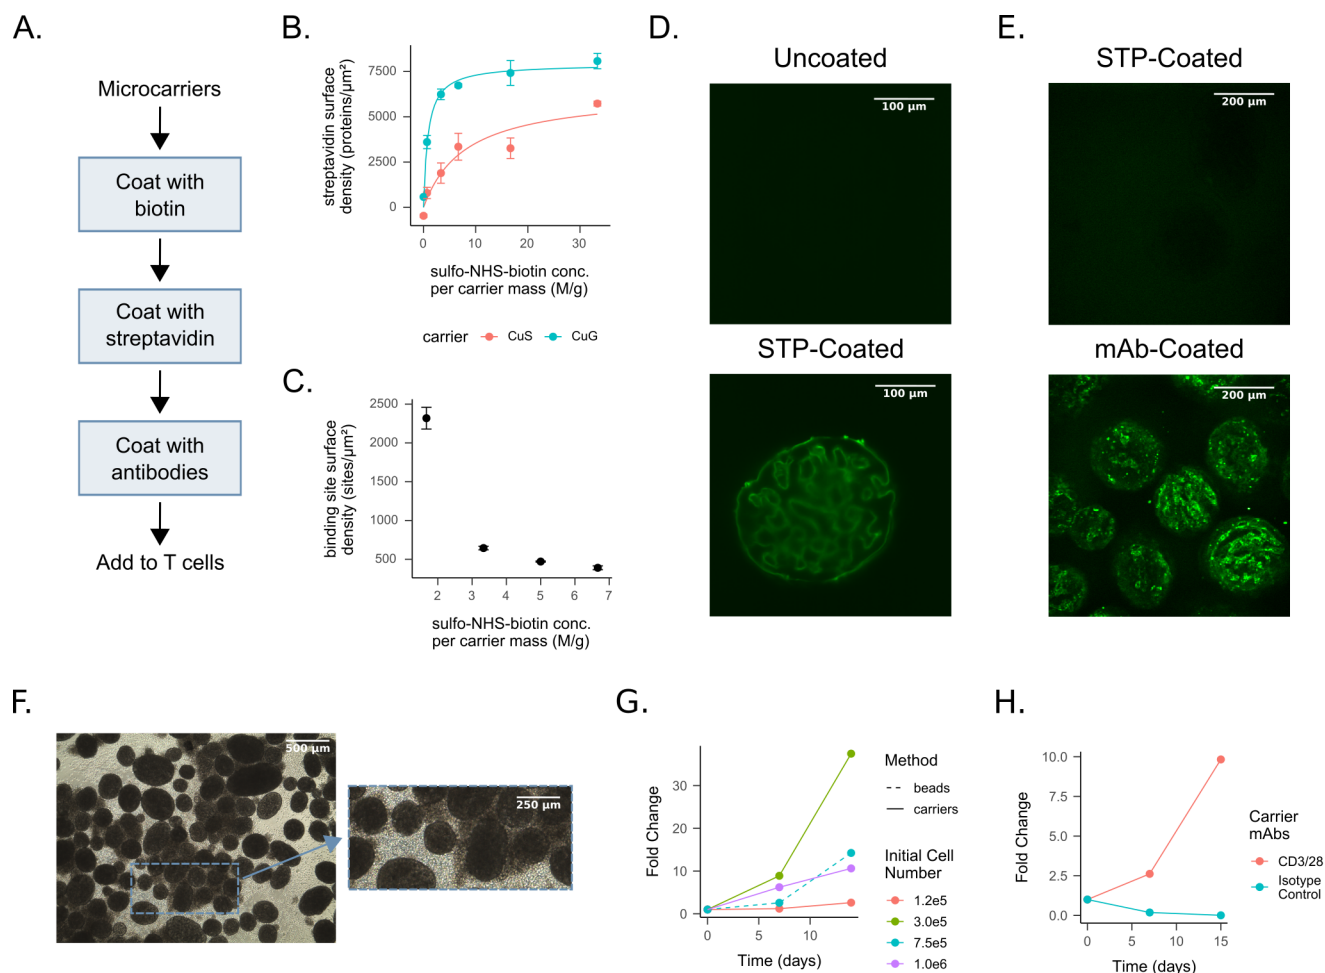 A.
Microcarriers
Coat with
biotin
Coat with
streptavidin
Coat with
antibodies
Add to T cells
B.
streptavidin surface
density (proteins/µm²)
7500
5000
2500
0
0 10 20 30
sulfo-NHS-biotin conc.
per carrier mass (M/g)
carrier CuS CuG
C.
binding site surface
density (sites/µm²)
2500
2000
1500
1000
500
2 3 4 5 6 7
sulfo-NHS-biotin conc.
per carrier mass (M/g)
D.
Uncoated
100 µm
STP-Coated
100 µm
E.
STP-Coated
200 µm
mAb-Coated
200 µm
F.
500 µm
250 µm
G.
Fold Change
30
20
10
0
0 5 10
Time (days)
Method
beads
carriers
Initial Cell
Number
1.2e5
3.0e5
7.5e5
1.0e6
H.
Fold Change
10.0
7.5
5.0
2.5
0.0
0 5 10 15
Time (days)
Carrier
mAbs
CD3/28
Isotype
Control